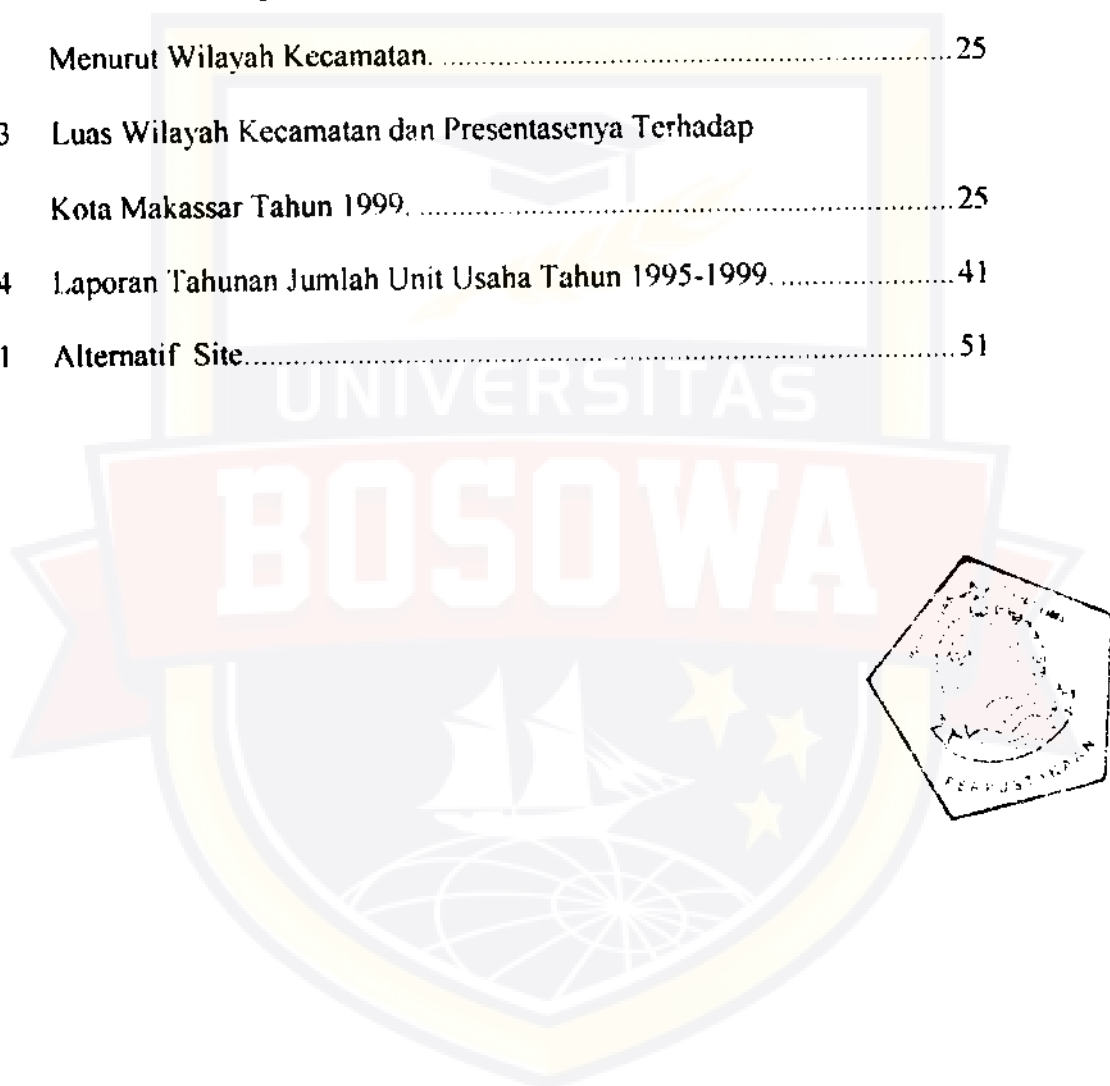 Menurut Wilayah Kecamatan. ........................................................25
3 Luas Wilayah Kecamatan dan Presentasenya Terhadap
Kota Makassar Tahun 1999. ..........................................................25
4 Laporan Tahunan Jumlah Unit Usaha Tahun 1995-1999. .....................41
1 Alternatif Site..............................................................................51
UNIVERSITAS
BOSOWA